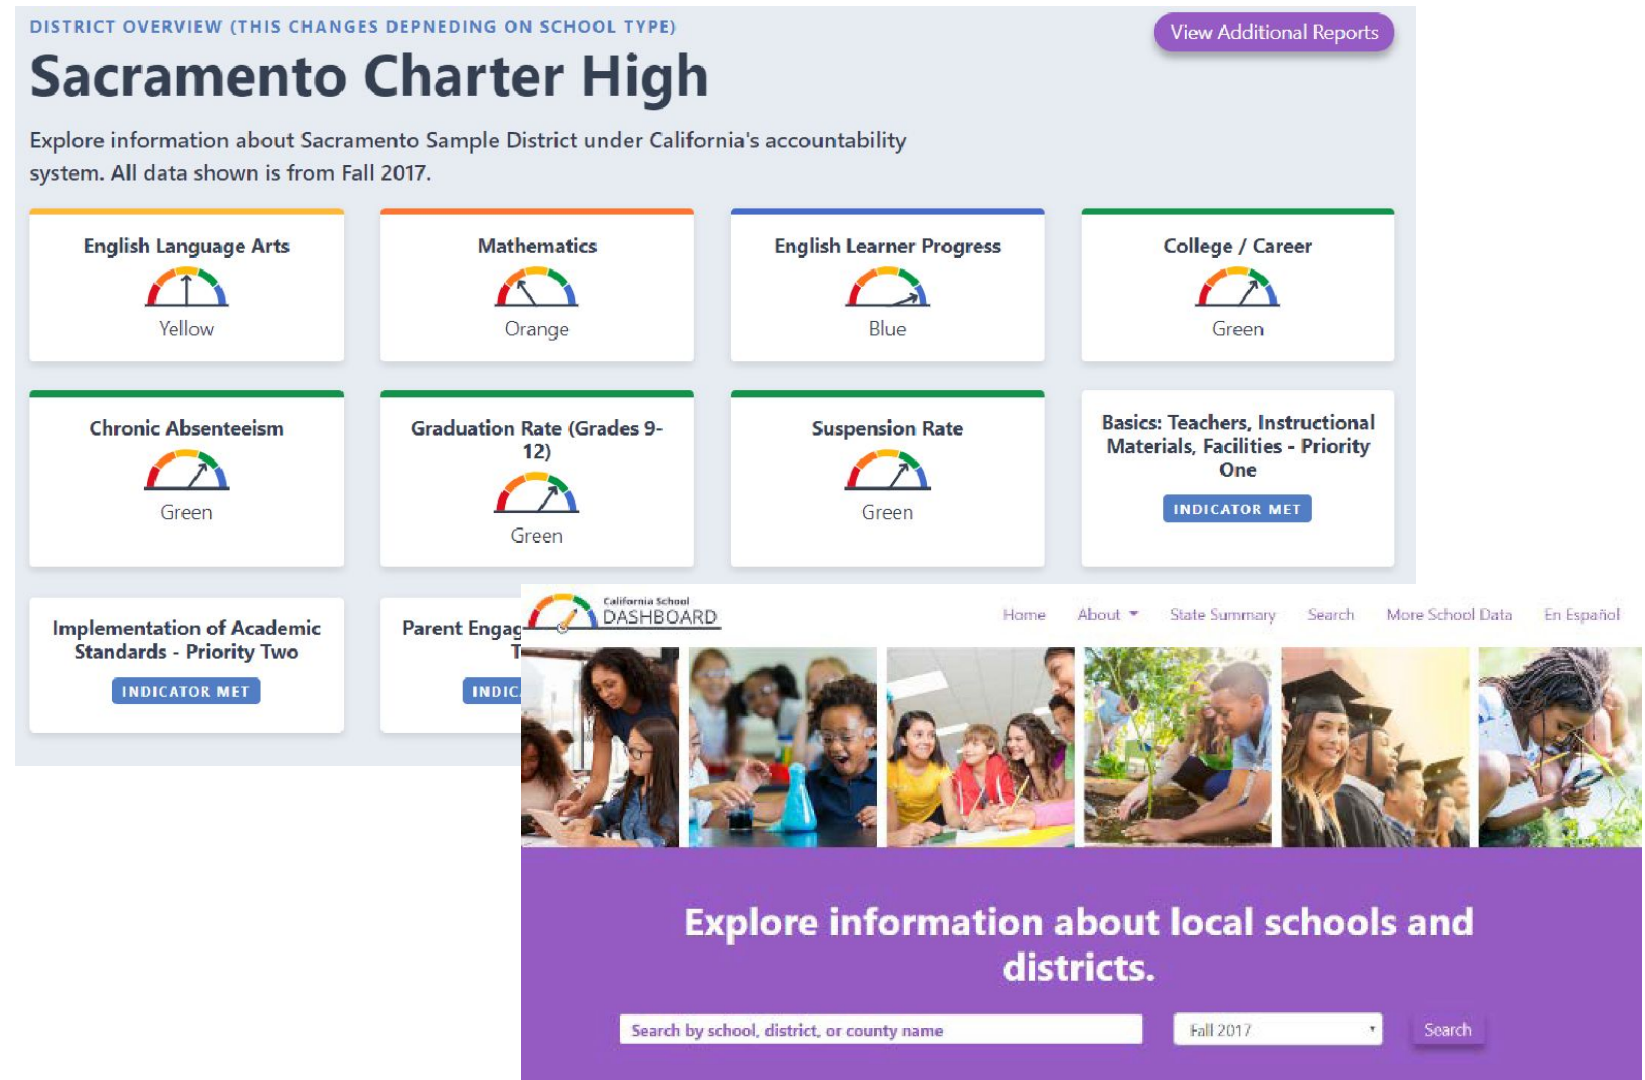 DISTRICT OVERVIEW (THIS CHANGES DEPNEDING ON SCHOOL TYPE)
View Additional Reports
Sacramento Charter High
Explore information about Sacramento Sample District under California's accountability
system. All data shown is from Fall 2017.
English Language Arts
Yellow
Mathematics
Orange
English Learner Progress
Blue
College / Career
Green
Chronic Absenteeism
Green
Graduation Rate (Grades 9-
12)
Green
Suspension Rate
Green
Basics: Teachers, Instructional
Materials, Facilities - Priority
One
INDICATOR MET
Implementation of Academic
Standards - Priority Two
INDICATOR MET
Parent
California School
DASHBOARD
Home
About
State Summary
Search
More School Data
En Español
Explore information about local schools and
districts.
Search by school, district, or county name
Fall 2017
Search